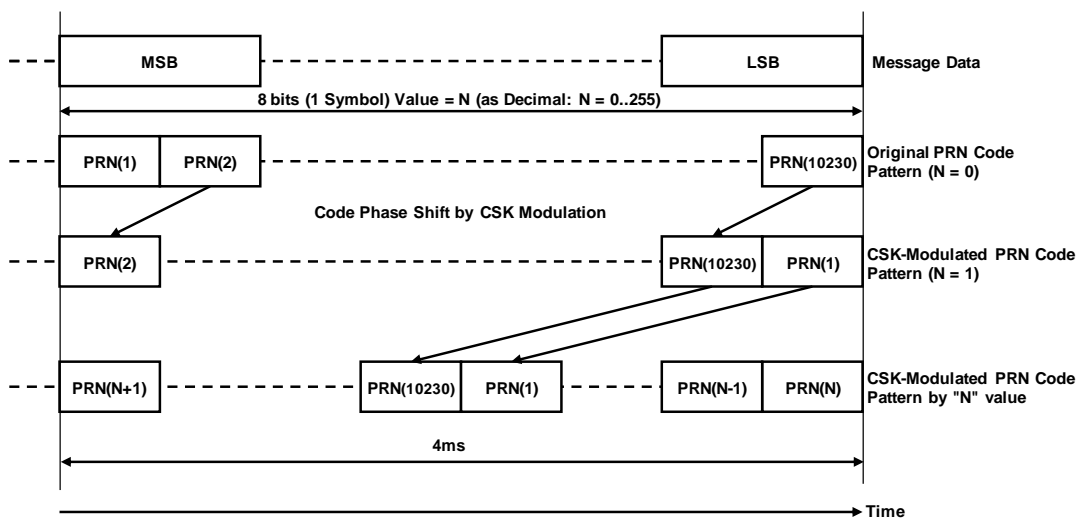 MSB
LSB
Message Data
8 bits (1 Symbol) Value = N (as Decimal: N = 0..255)
PRN(1)
PRN(2)
PRN(10230)
Original PRN Code
Pattern (N = 0)
Code Phase Shift by CSK Modulation
PRN(2)
PRN(10230)
PRN(1)
CSK-Modulated PRN Code
Pattern (N = 1)
PRN(N+1)
PRN(10230)
PRN(1)
PRN(N-1)
PRN(N)
CSK-Modulated PRN Code
Pattern by "N" value
4ms
Time